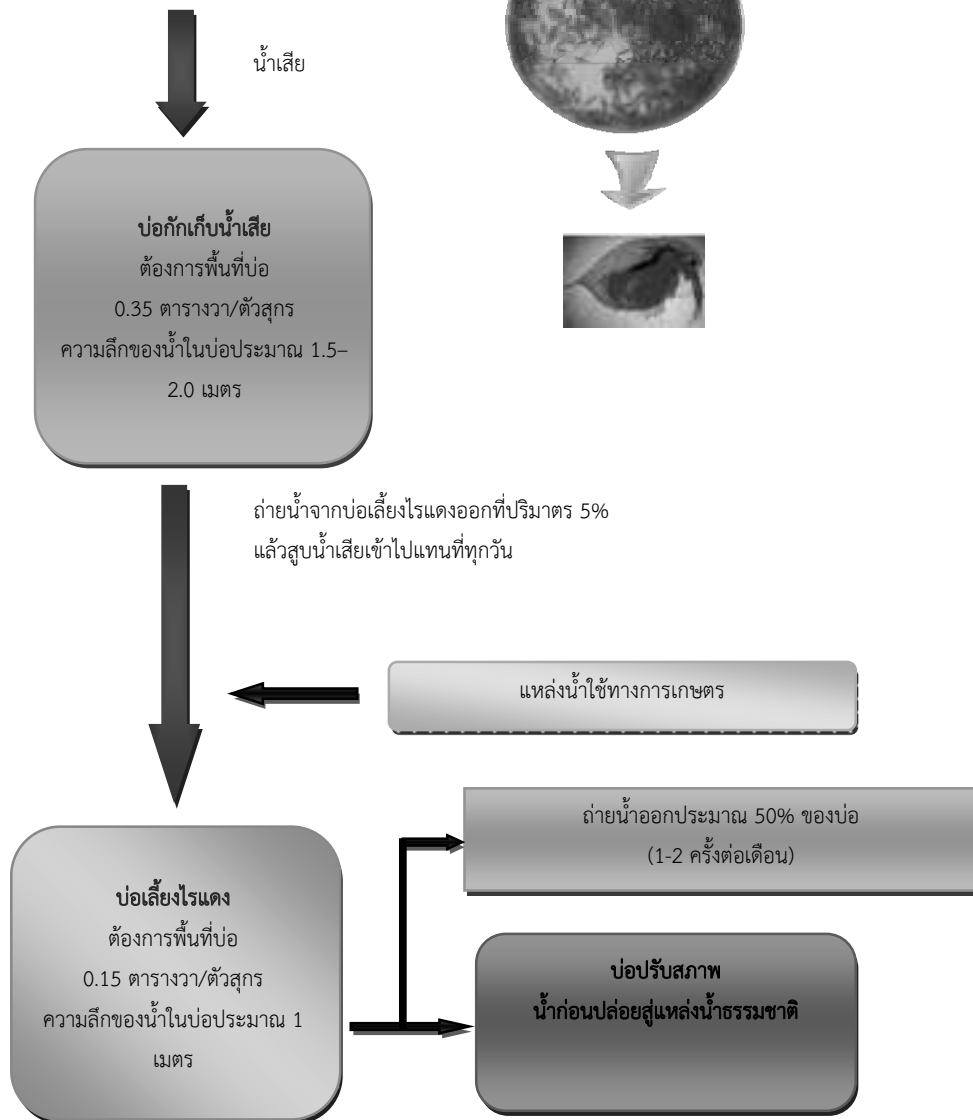 น้ำเสีย
บ่อกักเก็บน้ำเสีย
ต้องการพื้นที่บ่อ
0.35 ตารางวา/ตัวสุกร
ความลึกของน้ำในบ่อประมาณ 1.5–
2.0 เมตร
ถ่ายน้ำจากบ่อเลี้ยงไรแดงออกที่ปริมาตร 5%
แล้วสูบน้ำเสียเข้าไปแทนที่ทุกวัน
แหล่งน้ำใช้ทางการเกษตร
ถ่ายน้ำออกประมาณ 50% ของบ่อ
(1-2 ครั้งต่อเดือน)
บ่อเลี้ยงไรแดง
ต้องการพื้นที่บ่อ
0.15 ตารางวา/ตัวสุกร
ความลึกของน้ำในบ่อประมาณ 1
เมตร
บ่อปรับสภาพ
น้ำก่อนปล่อยสู่แหล่งน้ำธรรมชาติ